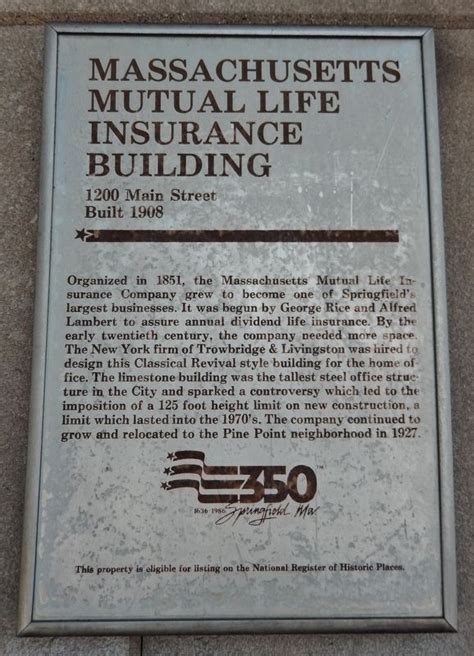 MASSACHUSETTS
MUTUAL LIFE
INSURANCE
BUILDING
1200 Main Street
Built 1908
Organized in 1851, the Massachusetts Mutual Life In-
surance Company grew to become one of Springfield's
largest businesses. It was begun by George Rice and Alfred
Lambert to assure annual dividend life insurance. By the
early twentieth century, the company needed more space.
The New York firm of Trowbridge & Livingston was hired to
design this Classical Revival style building for the home of-
fice. The limestone building was the tallest steel office struc-
ture in the City and sparked a controversy which led to the
imposition of a 125 foot height limit on new construction, a
limit which lasted into the 1970's. The company continued to
grow and relocated to the Pine Point neighborhood in 1927.
350™
1636 1986 Springfield, Ma
This property is eligible for listing on the National Register of Historic Places.